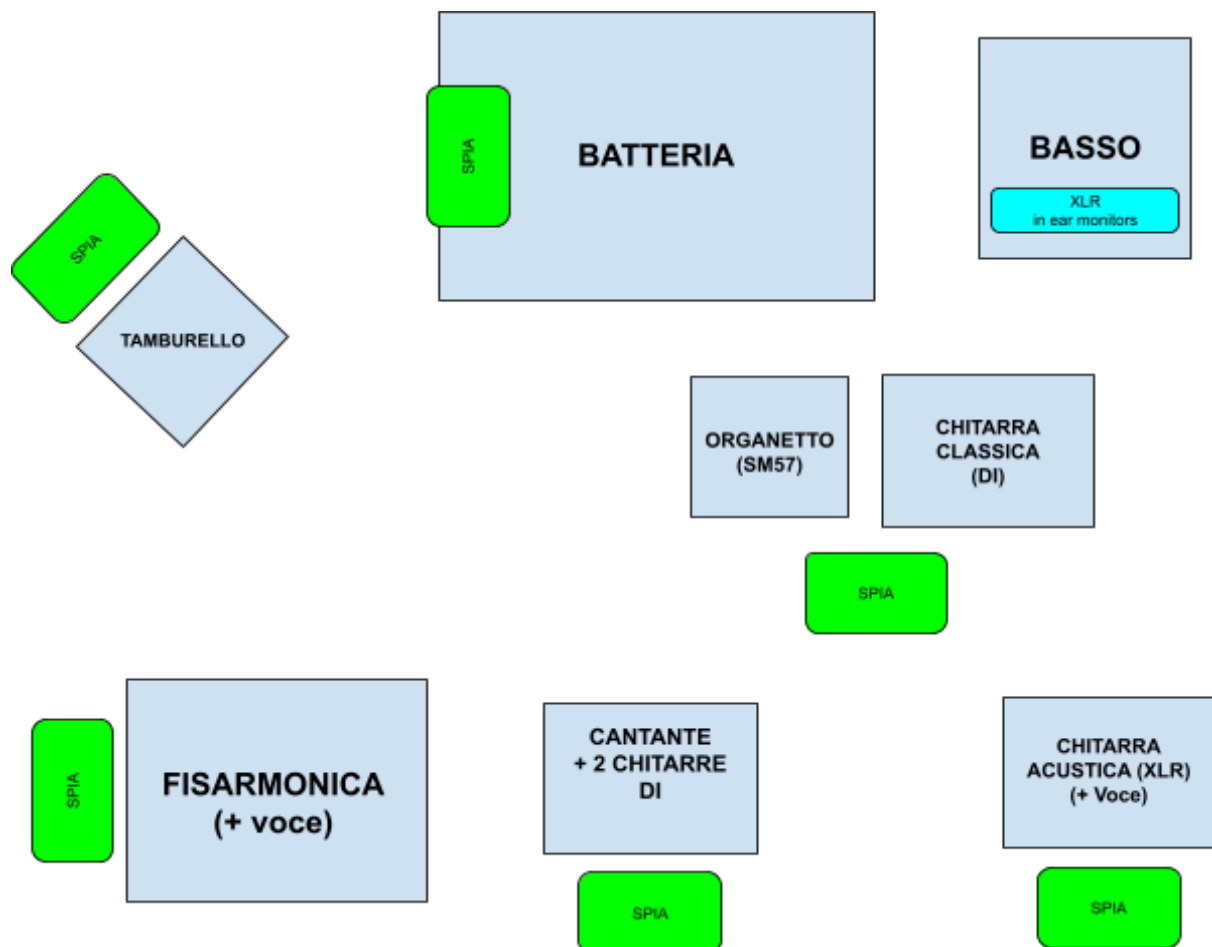 SPIA
BATTERIA
BASSO
XLR
in ear monitors
SPIA
TAMBURELLO
ORGANETTO
(SM57)
CHITARRA
CLASSICA
(DI)
SPIA
SPIA
FISARMONICA
(+ voce)
CANTANTE
+ 2 CHITARRE
DI
CHITARRA
ACUSTICA (XLR)
(+ Voce)
SPIA
SPIA